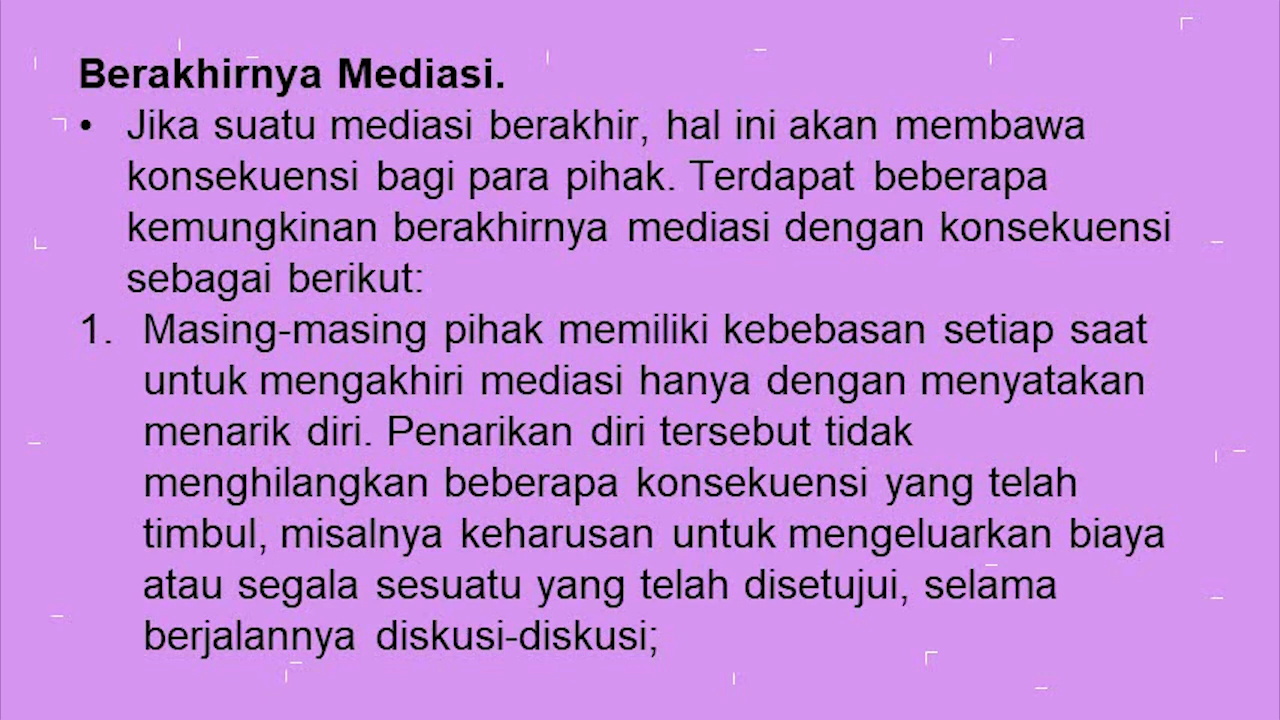 Berakhirnya Mediasi.
• Jika suatu mediasi berakhir, hal ini akan membawa
konsekuensi bagi para pihak. Terdapat beberapa
kemungkinan berakhirnya mediasi dengan konsekuensi
sebagai berikut:
1. Masing-masing pihak memiliki kebebasan setiap saat
untuk mengakhiri mediasi hanya dengan menyatakan
menarik diri. Penarikan diri tersebut tidak
menghilangkan beberapa konsekuensi yang telah
timbul, misalnya keharusan untuk mengeluarkan biaya
atau segala sesuatu yang telah disetujui, selama
berjalannya diskusi-diskusi;